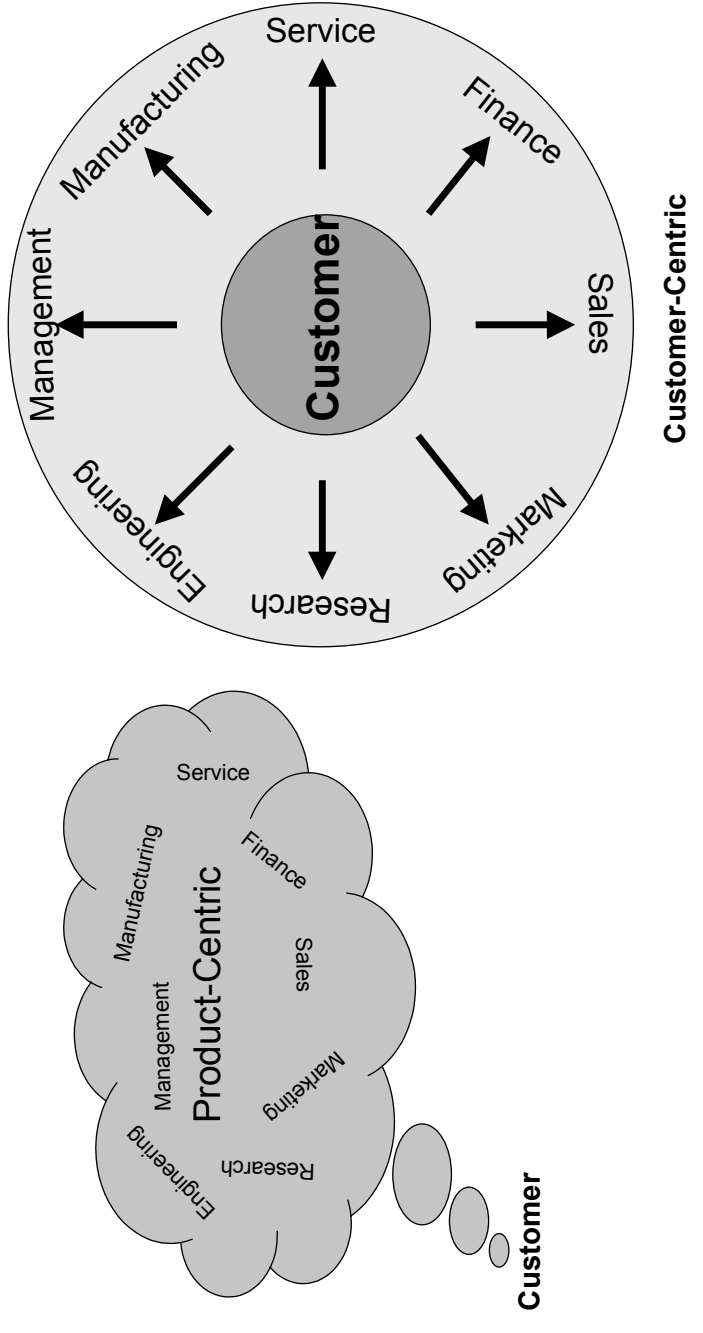 Product-Centric
Management
Manufacturing
Service
Finance
Sales
Marketing
Research
Engineering
Customer
Customer
Management
Manufacturing
Service
Finance
Sales
Marketing
Research
Engineering
Customer-Centric